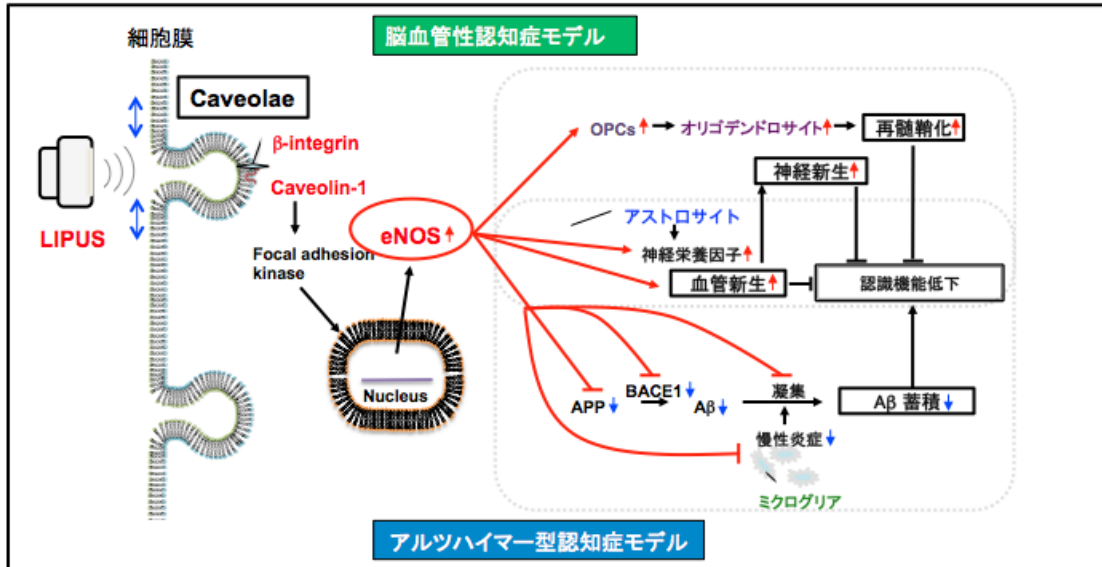 脳血管性認知症モデル
細胞膜
Caveolae
β-integrin
Caveolin-1
LIPUS
Focal adhesion
kinase
Nucleus
eNOS↑
OPCs↑ → オリゴデンドロサイト↑ → 再髄鞘化↑
神経新生↑
アストロサイト
神経栄養因子↑
血管新生↑
認識機能低下
BACE1↓
APP↓
Aβ↓
凝集
Aβ 蓄積↓
慢性炎症↓
ミクログリア
アルツハイマー型認知症モデル